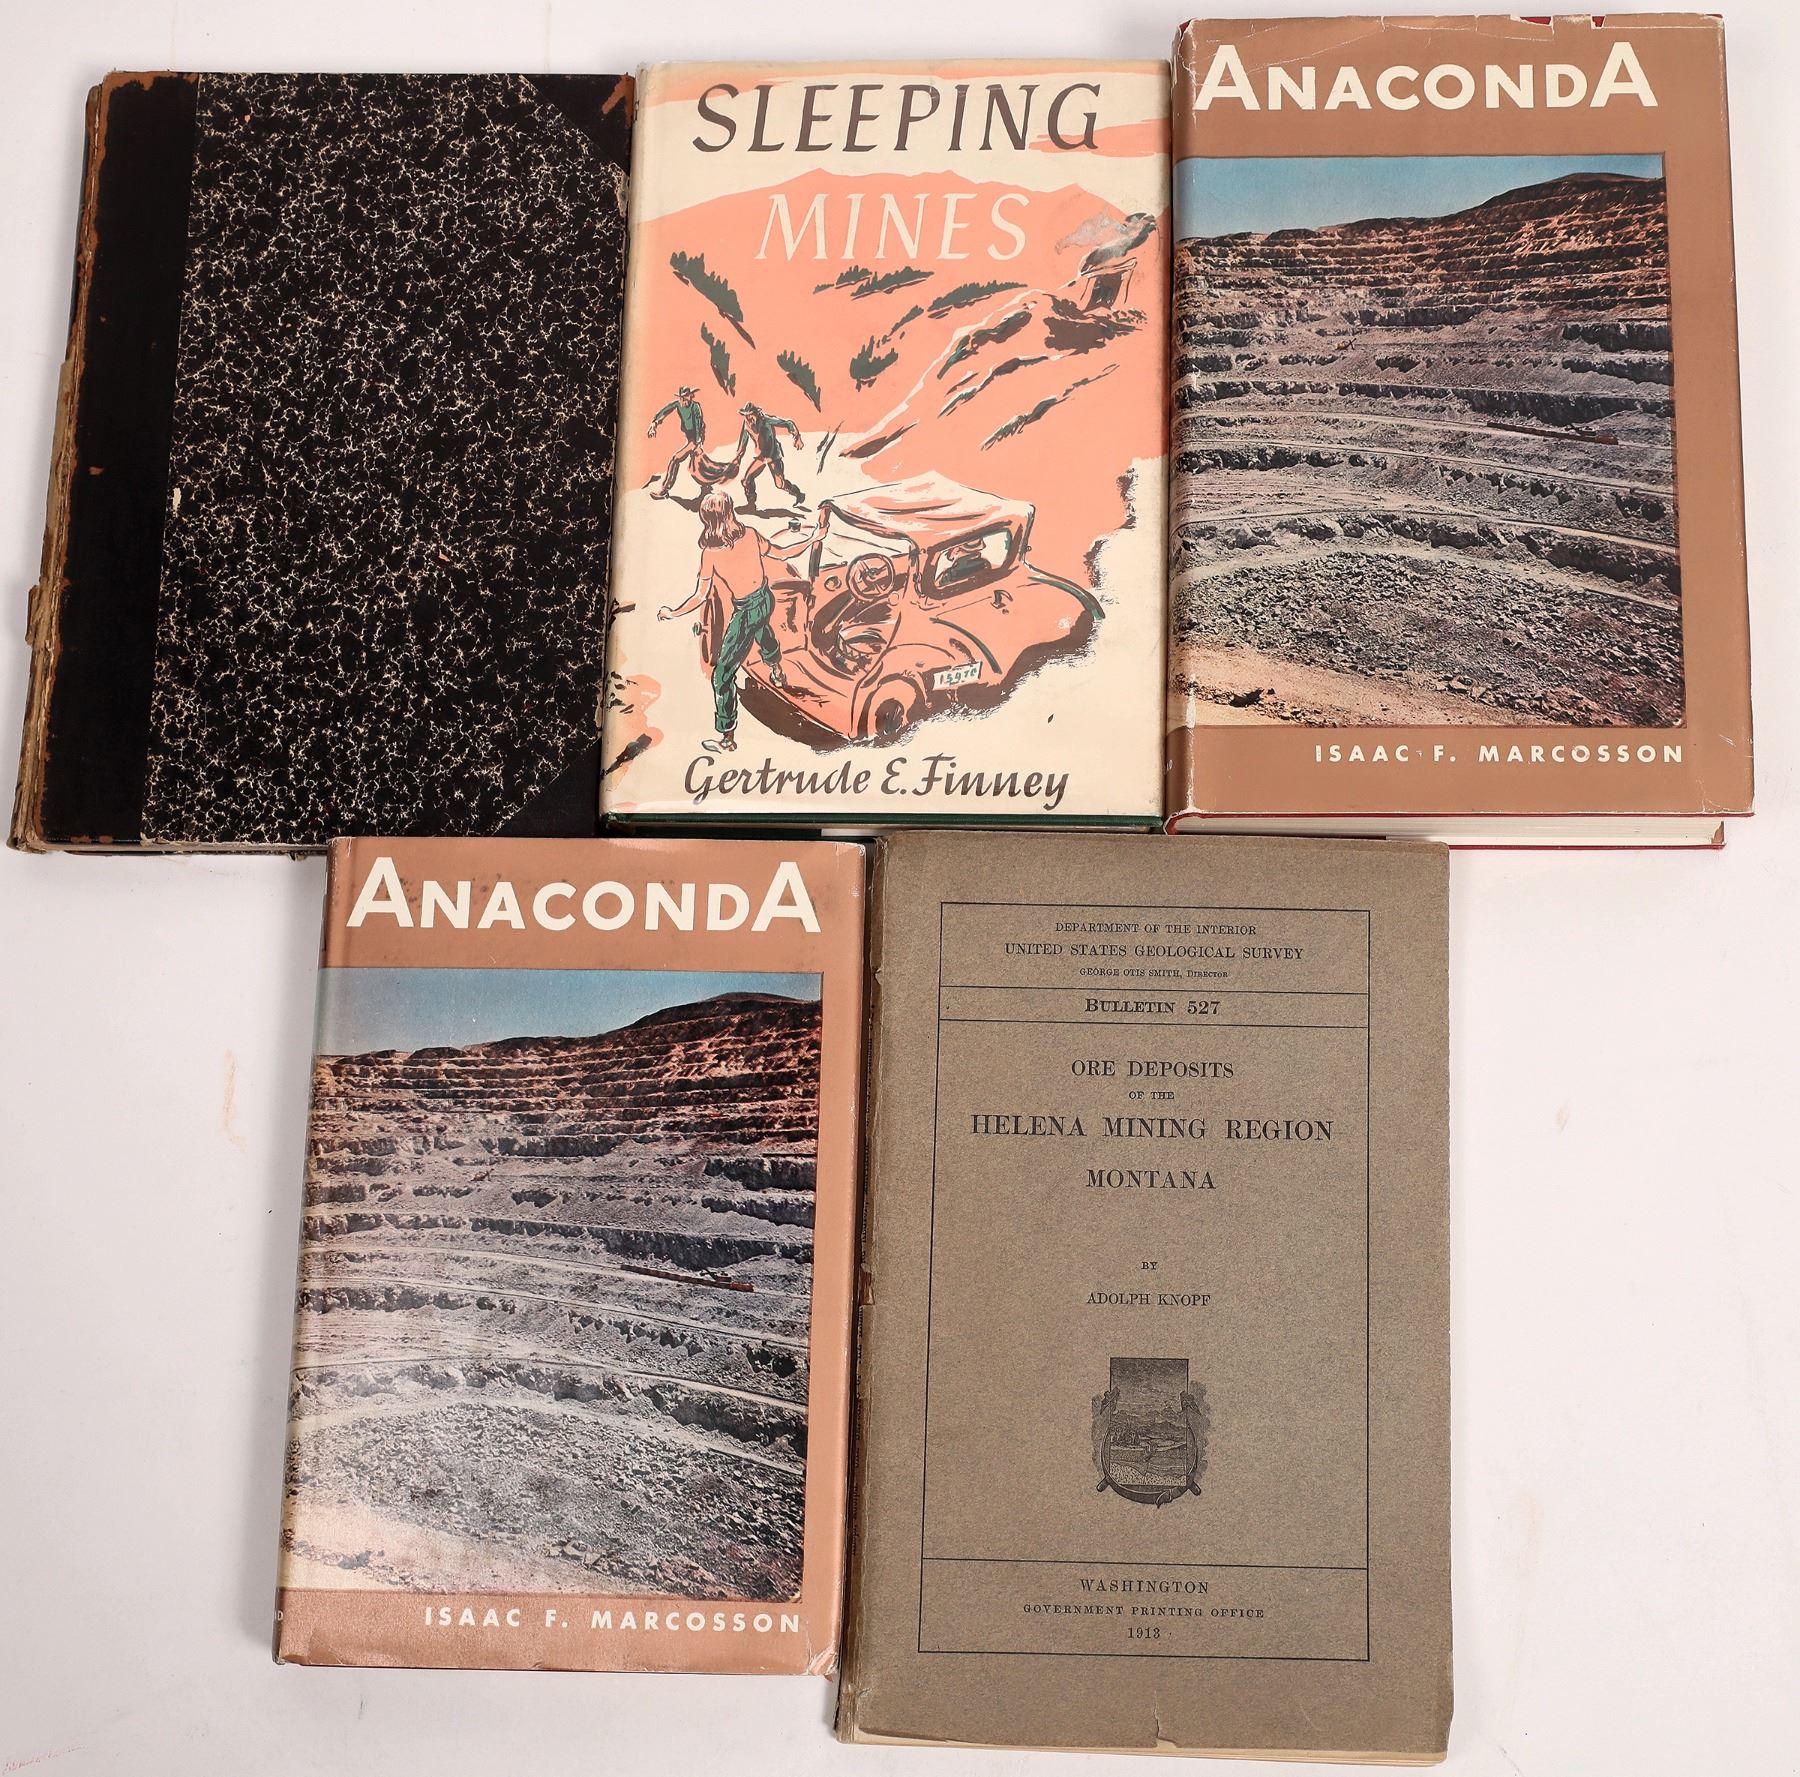 SLEEPING
MINES
15970
Gertrude E. Finney
ANACONDA
ISAAC F. MARCOSSON
ANACONDA
ISAAC F. MARCOSSON
DEPARTMENT OF THE INTERIOR
UNITED STATES GEOLOGICAL SURVEY
GEORGE OTIS SMITH, DIRECTOR
BULLETIN 527
ORE DEPOSITS
OF THE
HELENA MINING REGION
MONTANA
BY
ADOLPH KNOPF
WASHINGTON
GOVERNMENT PRINTING OFFICE
1913